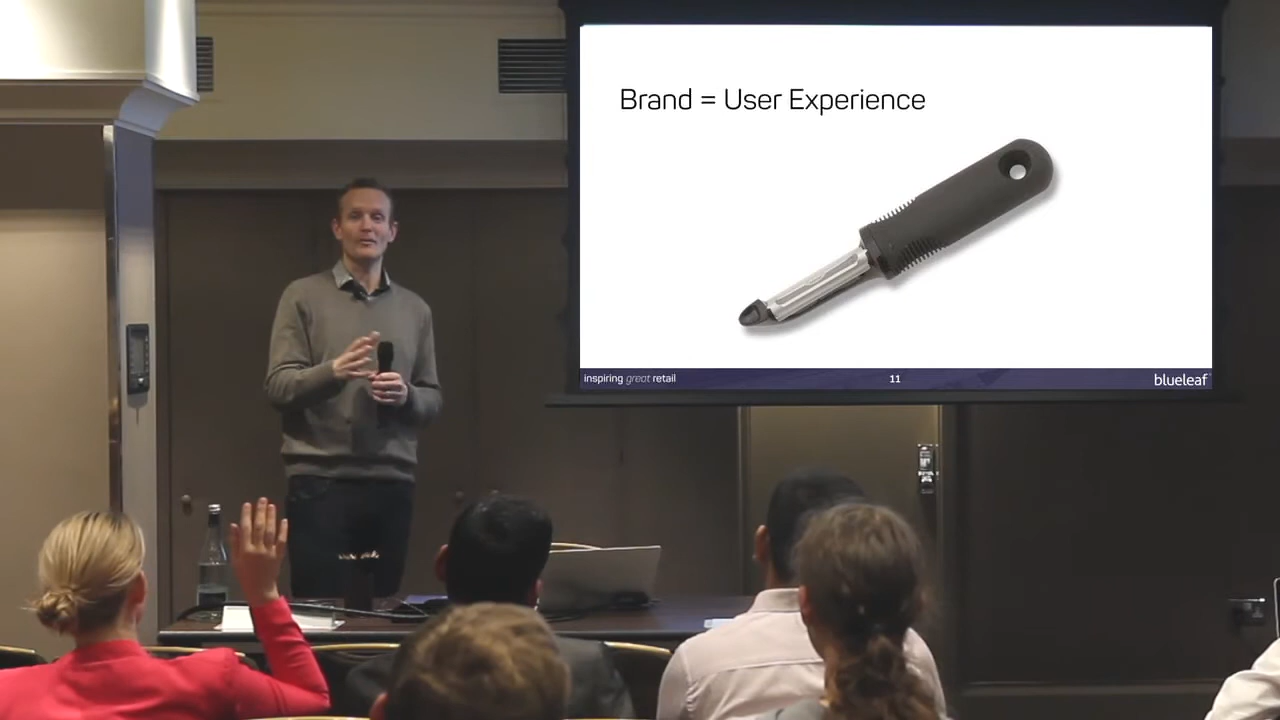 Brand = User Experience
inspiring great retail
11
blueleaf